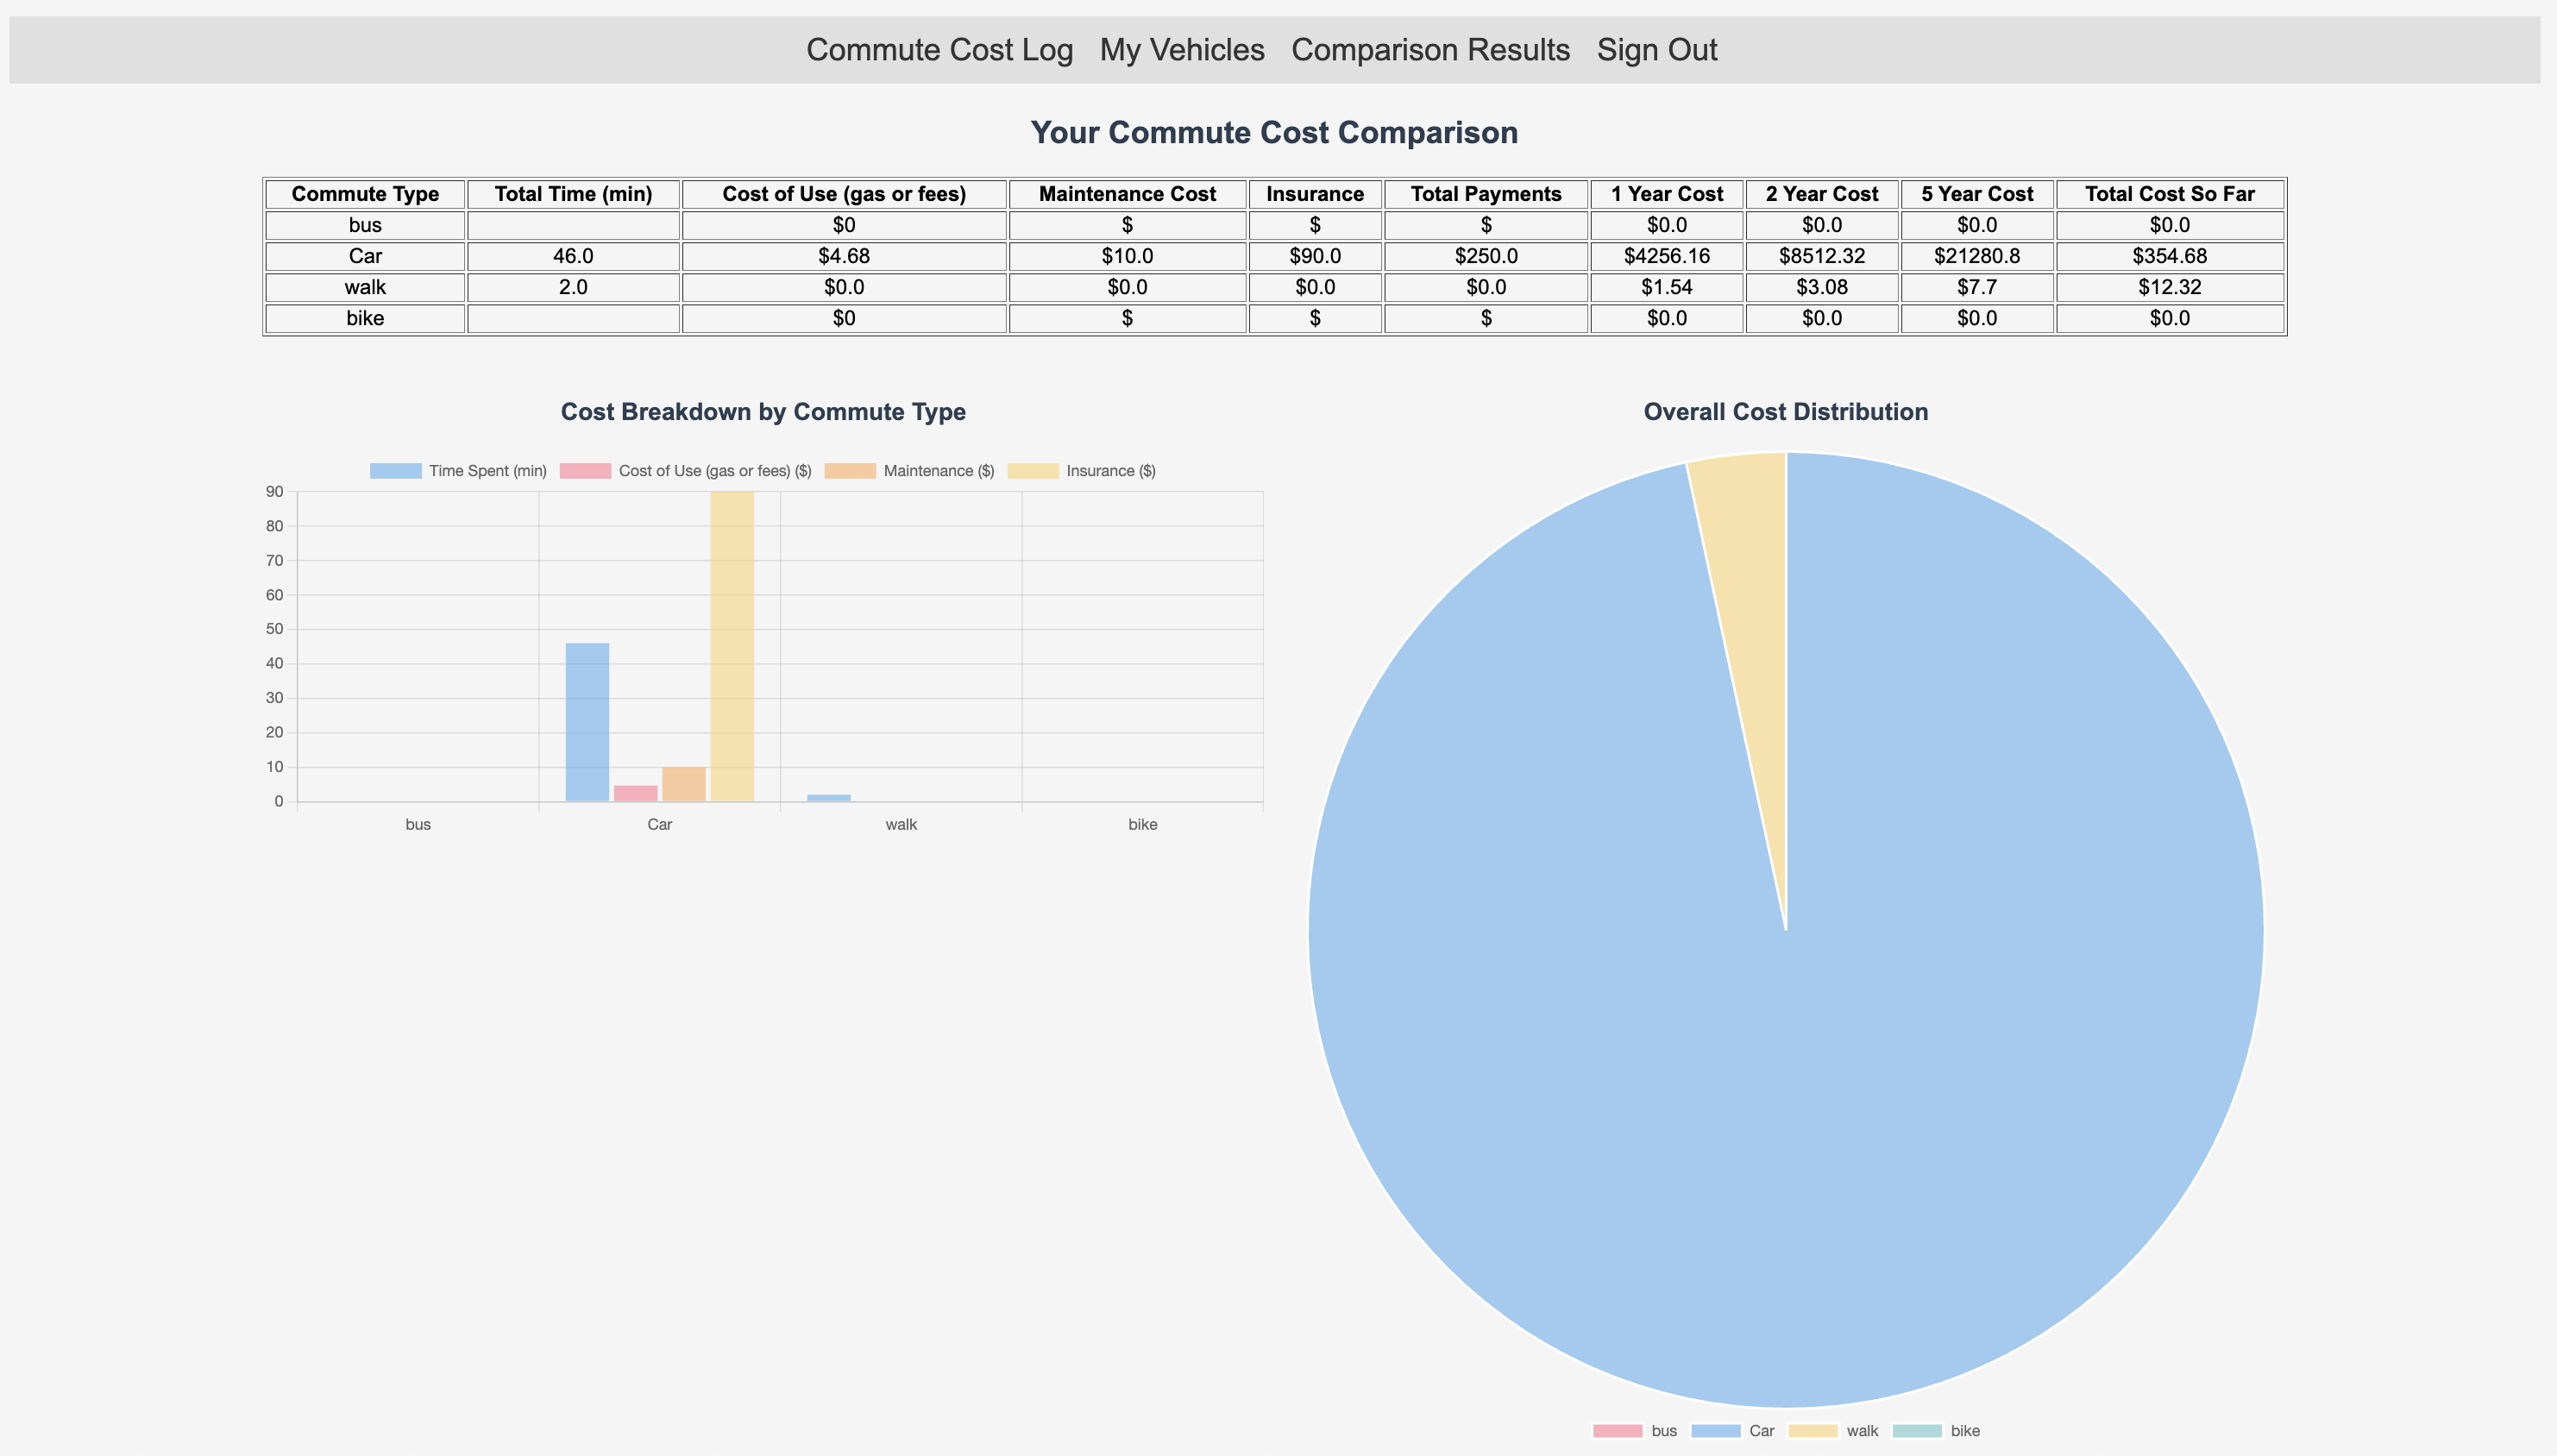 Commute Cost Log My Vehicles Comparison Results Sign Out
Your Commute Cost Comparison
Commute Type Total Time (min) Cost of Use (gas or fees) Maintenance Cost Insurance Total Payments 1 Year Cost 2 Year Cost 5 Year Cost Total Cost So Far
bus $0 $ $ $ $0.0 $0.0 $0.0 $0.0
Car 46.0 $4.68 $10.0 $90.0 $250.0 $4256.16 $8512.32 $21280.8 $354.68
walk 2.0 $0.0 $0.0 $0.0 $0.0 $1.54 $3.08 $7.7 $12.32
bike $0 $ $ $ $0.0 $0.0 $0.0 $0.0
Cost Breakdown by Commute Type
Time Spent (min) Cost of Use (gas or fees) ($) Maintenance ($) Insurance ($)
90
80
70
60
50
40
30
20
10
0
bus Car walk bike
Overall Cost Distribution
bus Car walk bike